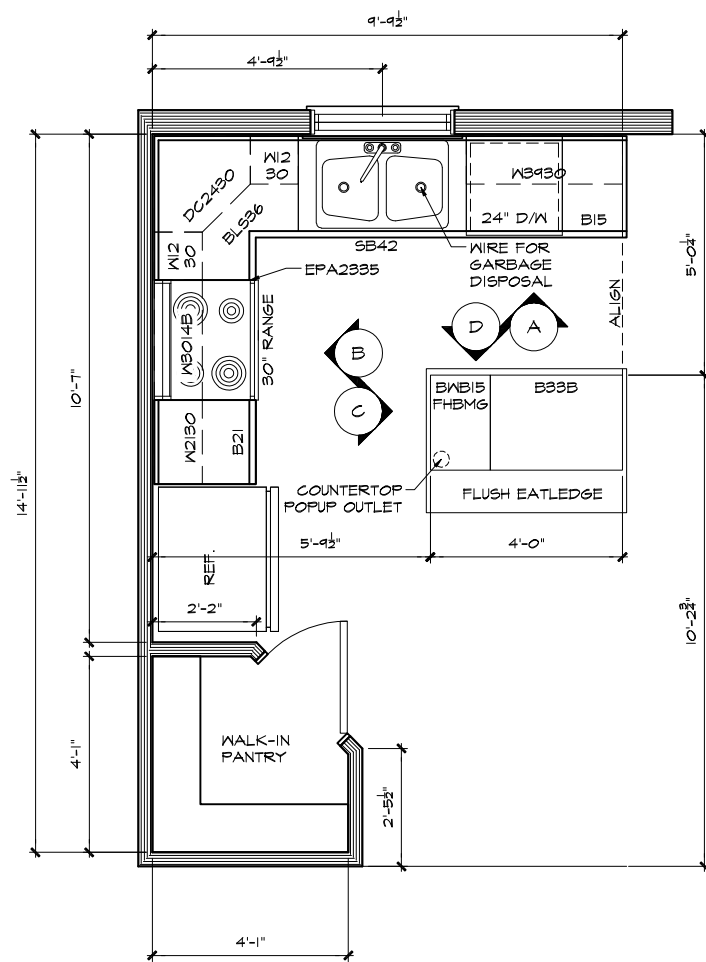 9'-9½"
4'-9½"
W12
30
W3930
DC2430
BLS36
24" D/W
B15
W12
30
SB42
WIRE FOR
GARBAGE
DISPOSAL
EPA2335
5'-0¼"
ALIGN
30" RANGE
W3014B
D
A
B
C
10'-7"
BWB15
FHBMG
B33B
W2130
B21
14'-11½"
COUNTERTOP
POPUP OUTLET
FLUSH EATLEDGE
5'-9½"
4'-0"
REF.
2'-2"
10'-2¾"
WALK-IN
PANTRY
4'-1"
2'-5½"
4'-1"